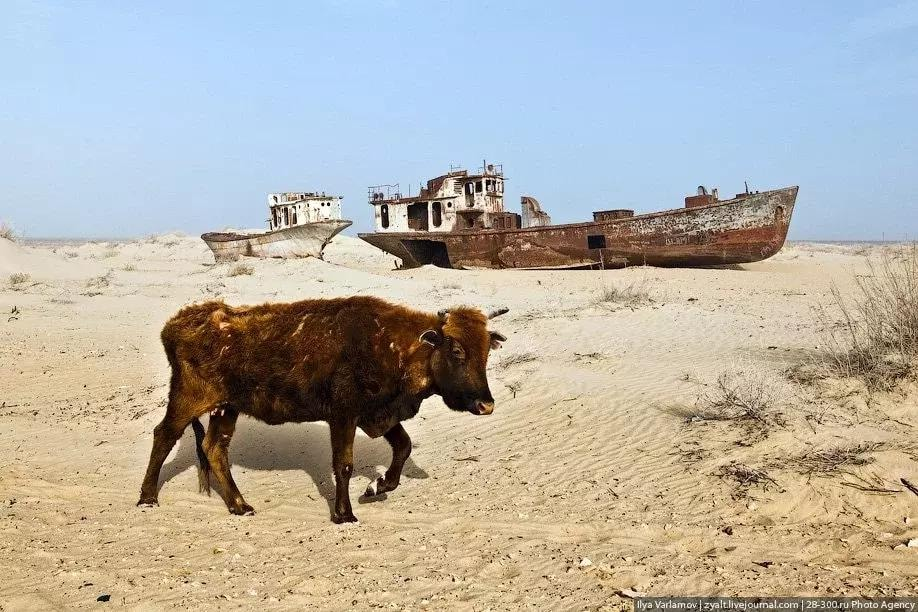 Ilya Varlamov | zyalt.livejournal.com | 28-300.ru Photo Agency